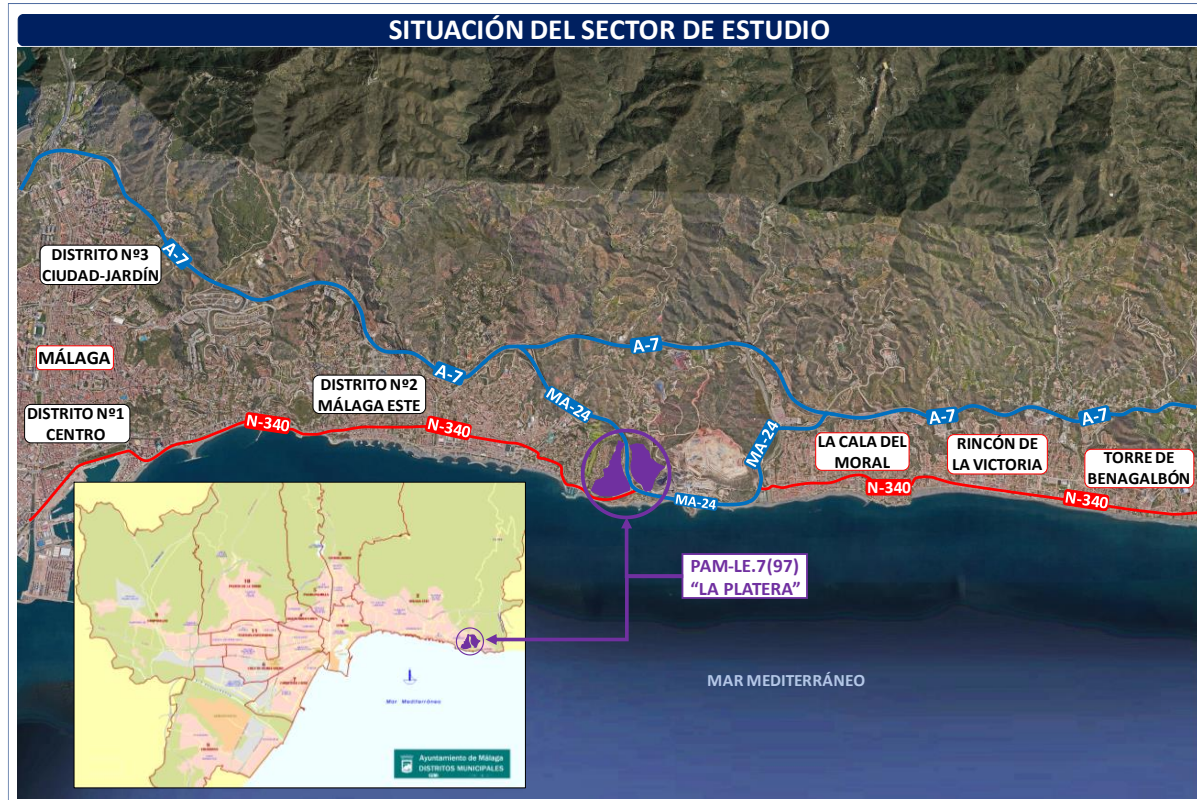 SITUACIÓN DEL SECTOR DE ESTUDIO
DISTRITO Nº3
CIUDAD-JARDÍN
A-7
A-7
A-7
MÁLAGA
DISTRITO Nº2
MÁLAGA ESTE
MA-24
DISTRITO Nº1
CENTRO
N-340
N-340
MA-24
MA-24
LA CALA DEL
MORAL
A-7
RINCÓN DE
LA VICTORIA
A-7
TORRE DE
BENAGALBÓN
N-340
N-340
PAM-LE.7(97)
“LA PLATERA”
MAR MEDITERRÁNEO
Mar Mediterráneo
Ayuntamiento de Málaga
DISTRITOS MUNICIPALES